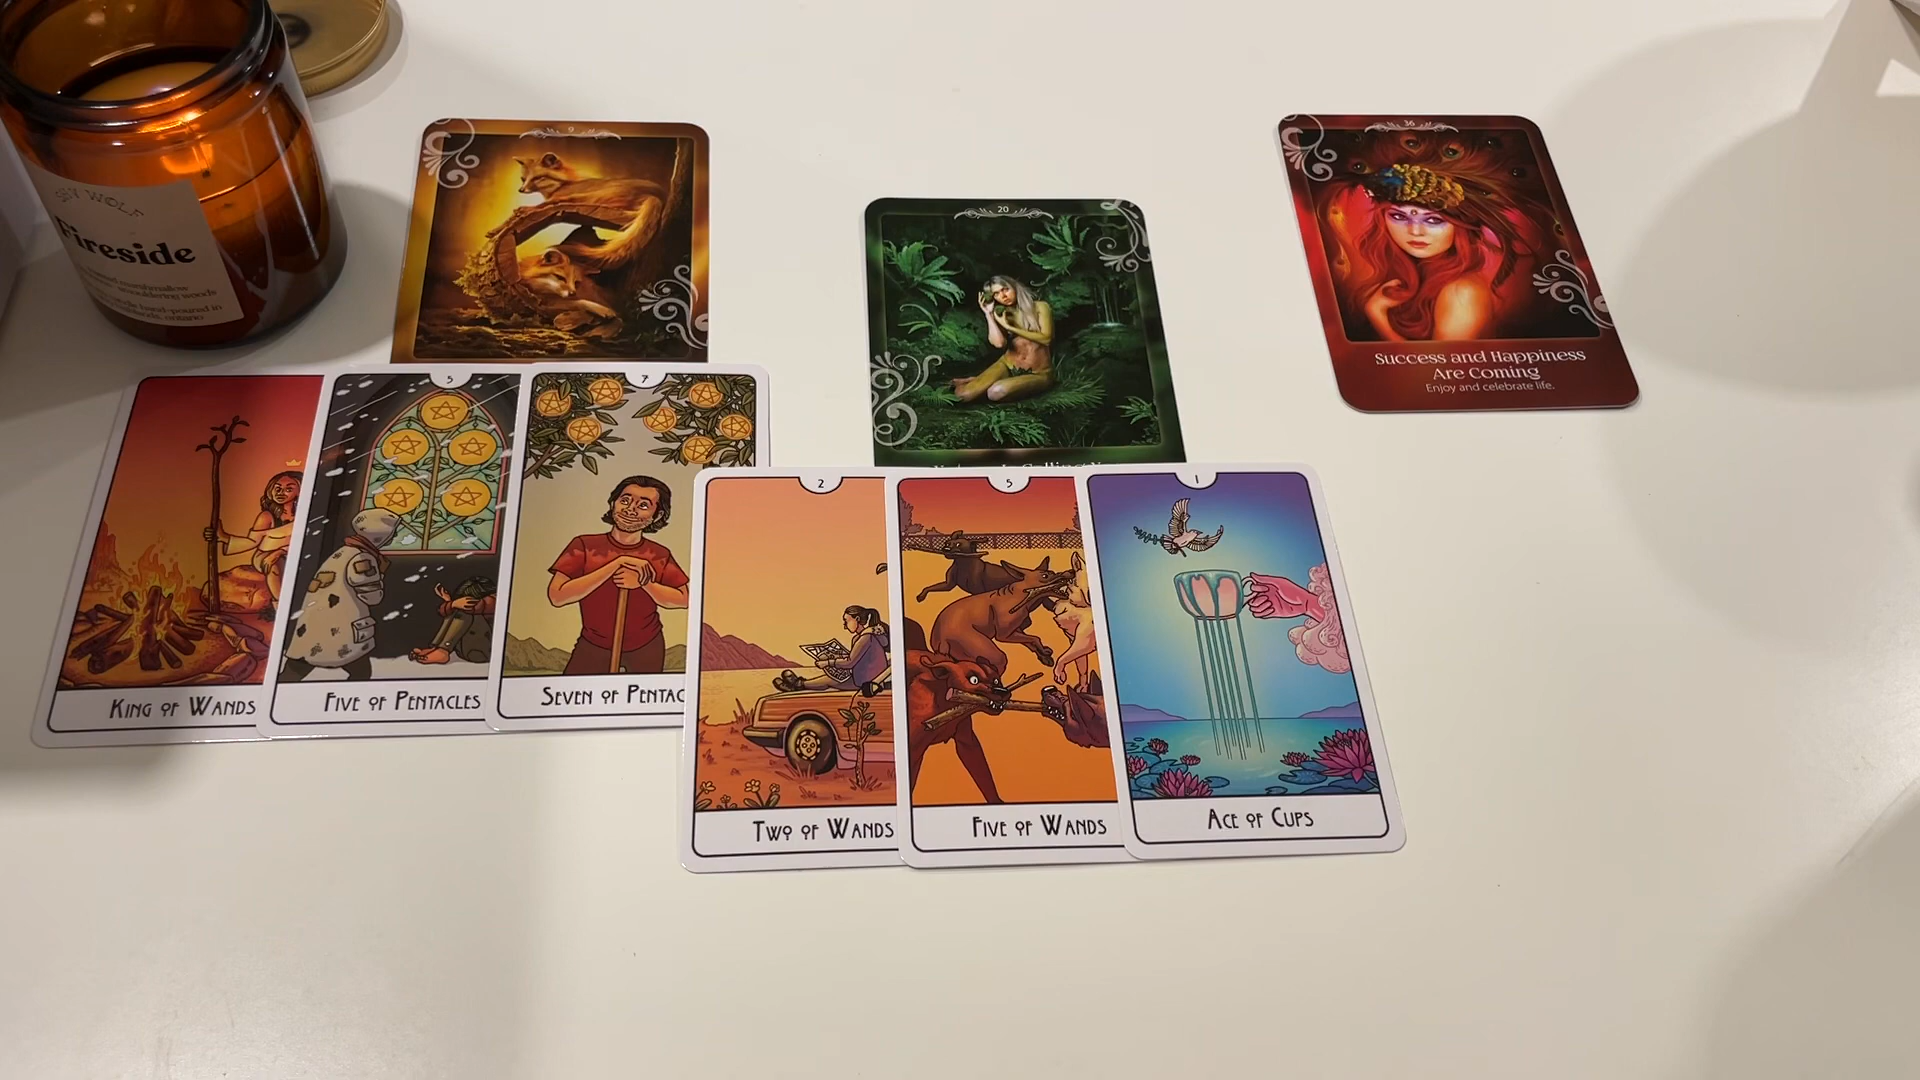 Fireside
9
20
36
Success and Happiness
Are Coming
Enjoy and celebrate life.
5
7
KING OF WANDS
FIVE OF PENTACLES
SEVEN OF PENTAC
2
5
1
TWO OF WANDS
FIVE OF WANDS
ACE OF CUPS